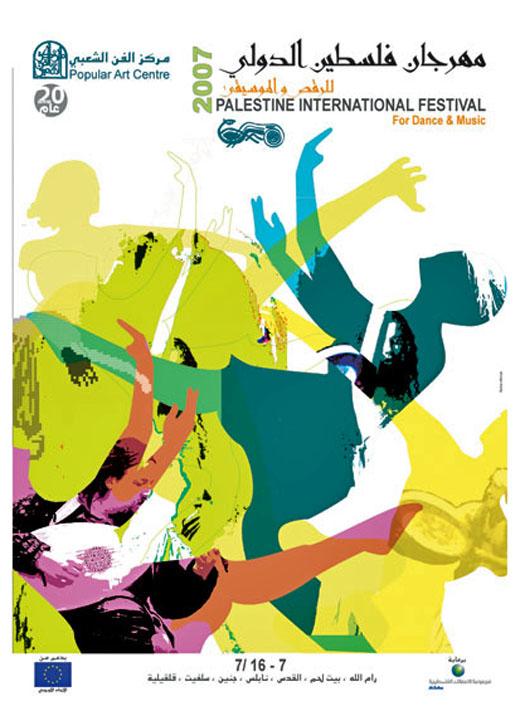 مركز الفن الشعبي
Popular Art Centre
20
عام
2007
مهرجان فلسطين الدولي
للرقص والموسيقى
PALESTINE INTERNATIONAL FESTIVAL
For Dance & Music
7/ 16 - 7
رام الله ، بيت لحم ، القدس ، نابلس ، جنين ، سلفيت ، قلقيلية
بدعم من
الاتحاد الأوروبي
برعاية